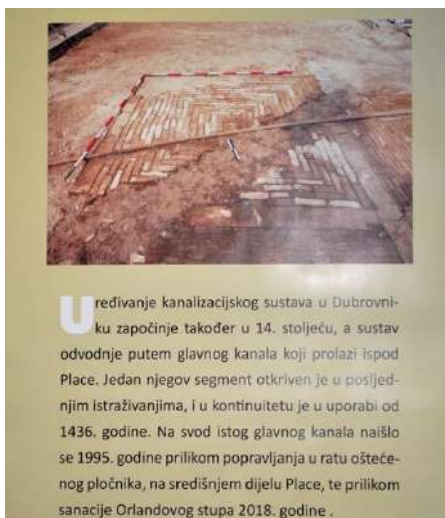 Uređivanje kanalizacijskog sustava u Dubrovni-
ku započinje također u 14. stoljeću, a sustav
odvodnje putem glavnog kanala koji prolazi ispod
Place. Jedan njegov segment otkriven je u posljed-
njim istraživanjima, i u kontinuitetu je u uporabi od
1436. godine. Na svod istog glavnog kanala naišlo
se 1995. godine prilikom popravljanja u ratu ošteće-
nog pločnika, na središnjem dijelu Place, te prilikom
sanacije Orlandovog stupa 2018. godine .